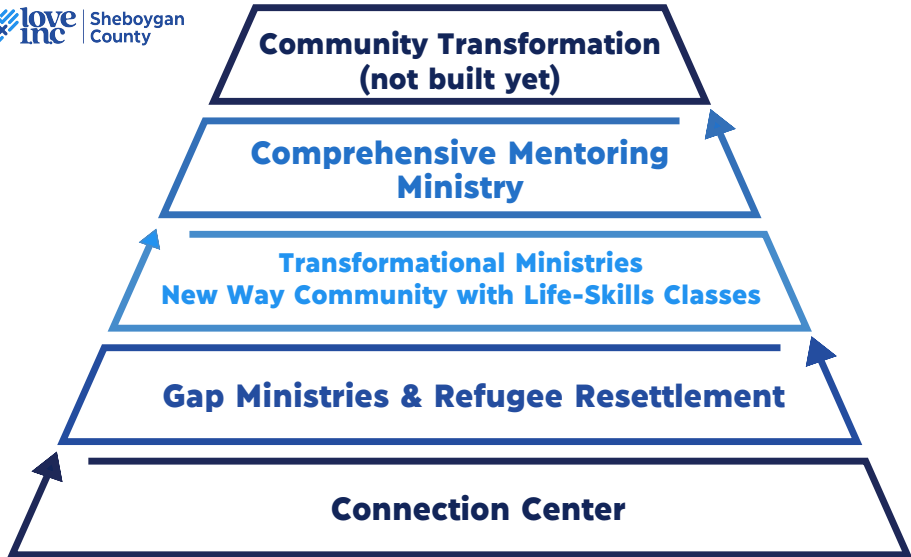 love
inc
Sheboygan
County
Community Transformation
(not built yet)
Comprehensive Mentoring
Ministry
Transformational Ministries
New Way Community with Life-Skills Classes
Gap Ministries & Refugee Resettlement
Connection Center